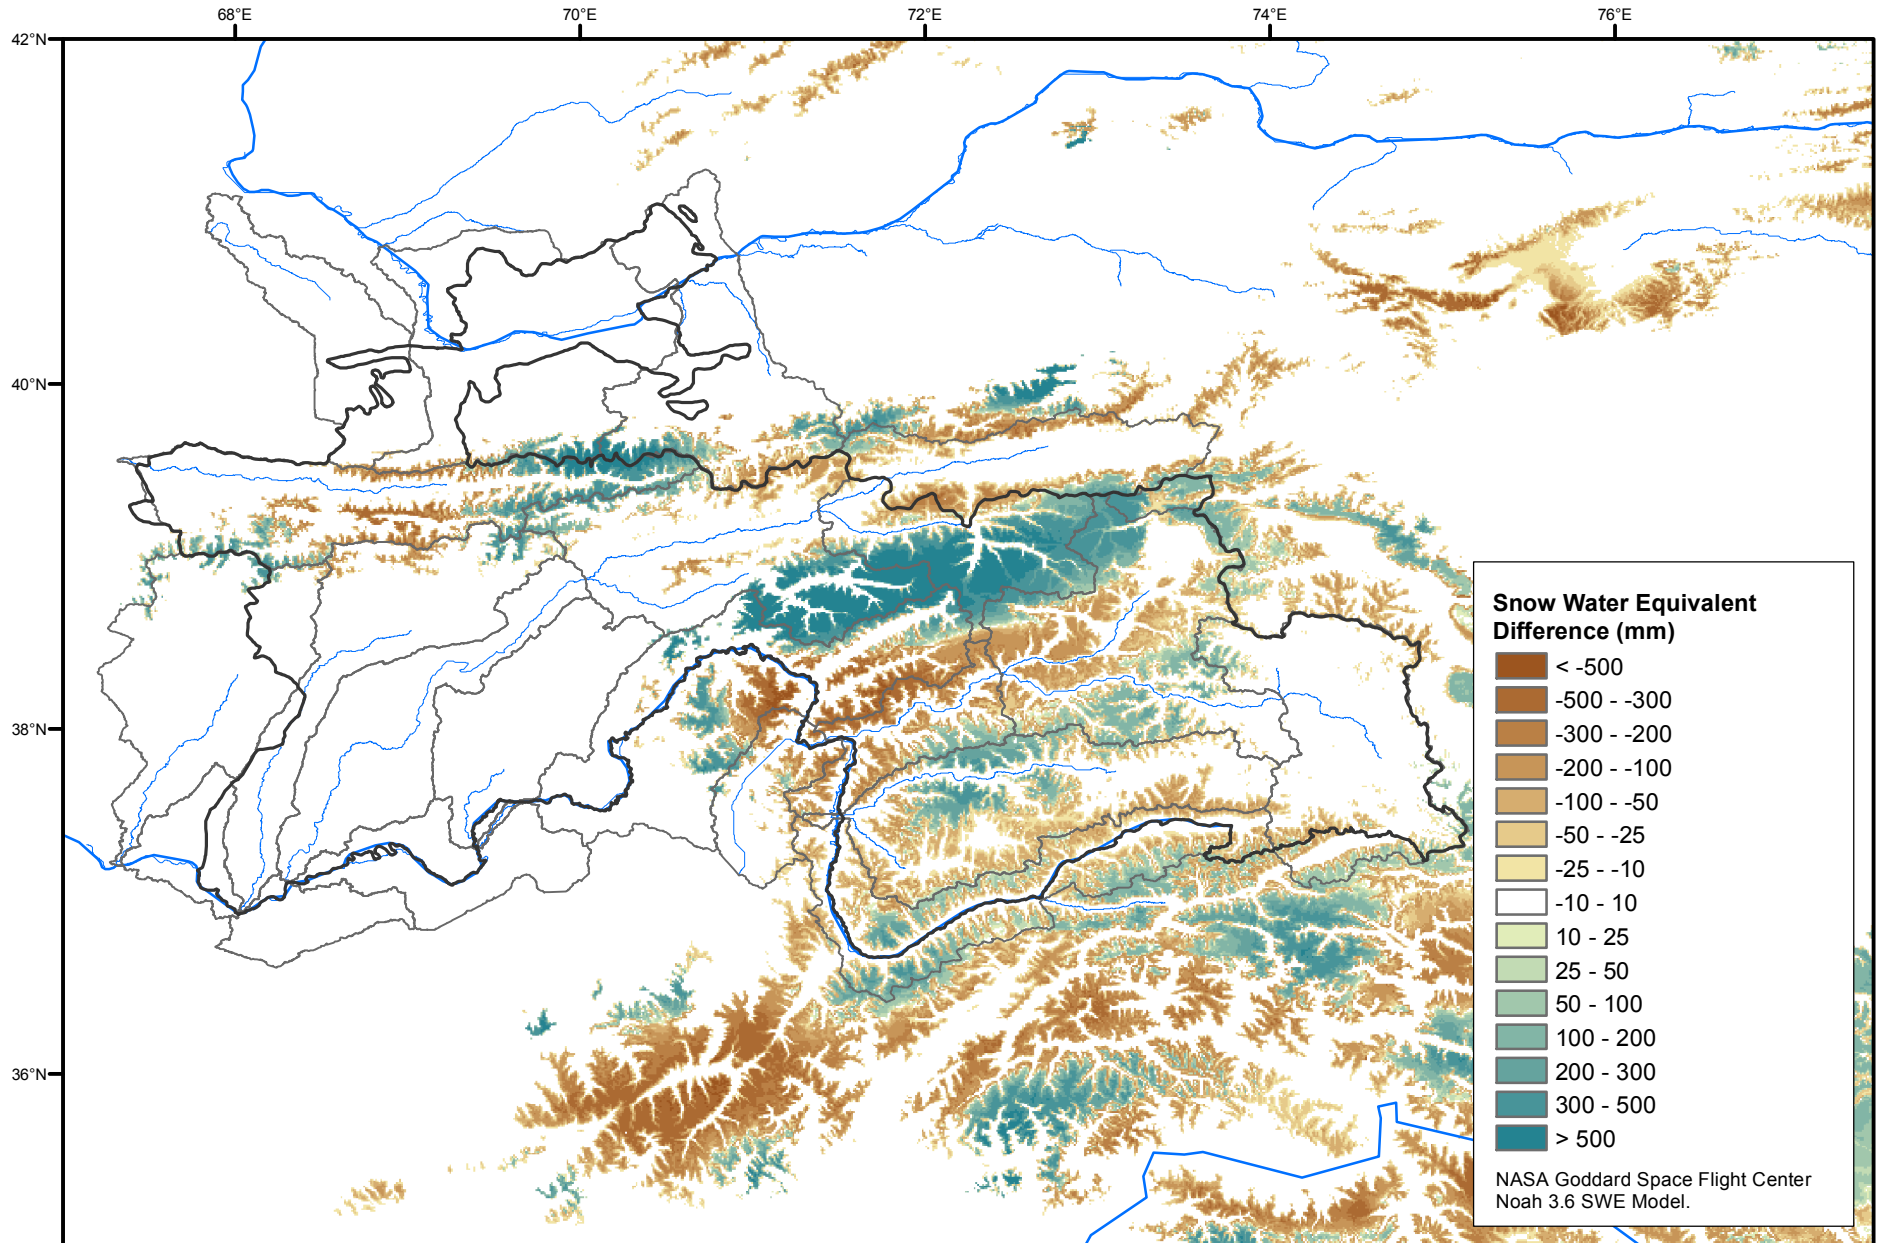 68°E
70°E
72°E
74°E
76°E
42°N
40°N
38°N
36°N
Snow Water Equivalent
Difference (mm)
< -500
-500 - -300
-300 - -200
-200 - -100
-100 - -50
-50 - -25
-25 - -10
-10 - 10
10 - 25
25 - 50
50 - 100
100 - 200
200 - 300
300 - 500
> 500
NASA Goddard Space Flight Center
Noah 3.6 SWE Model.